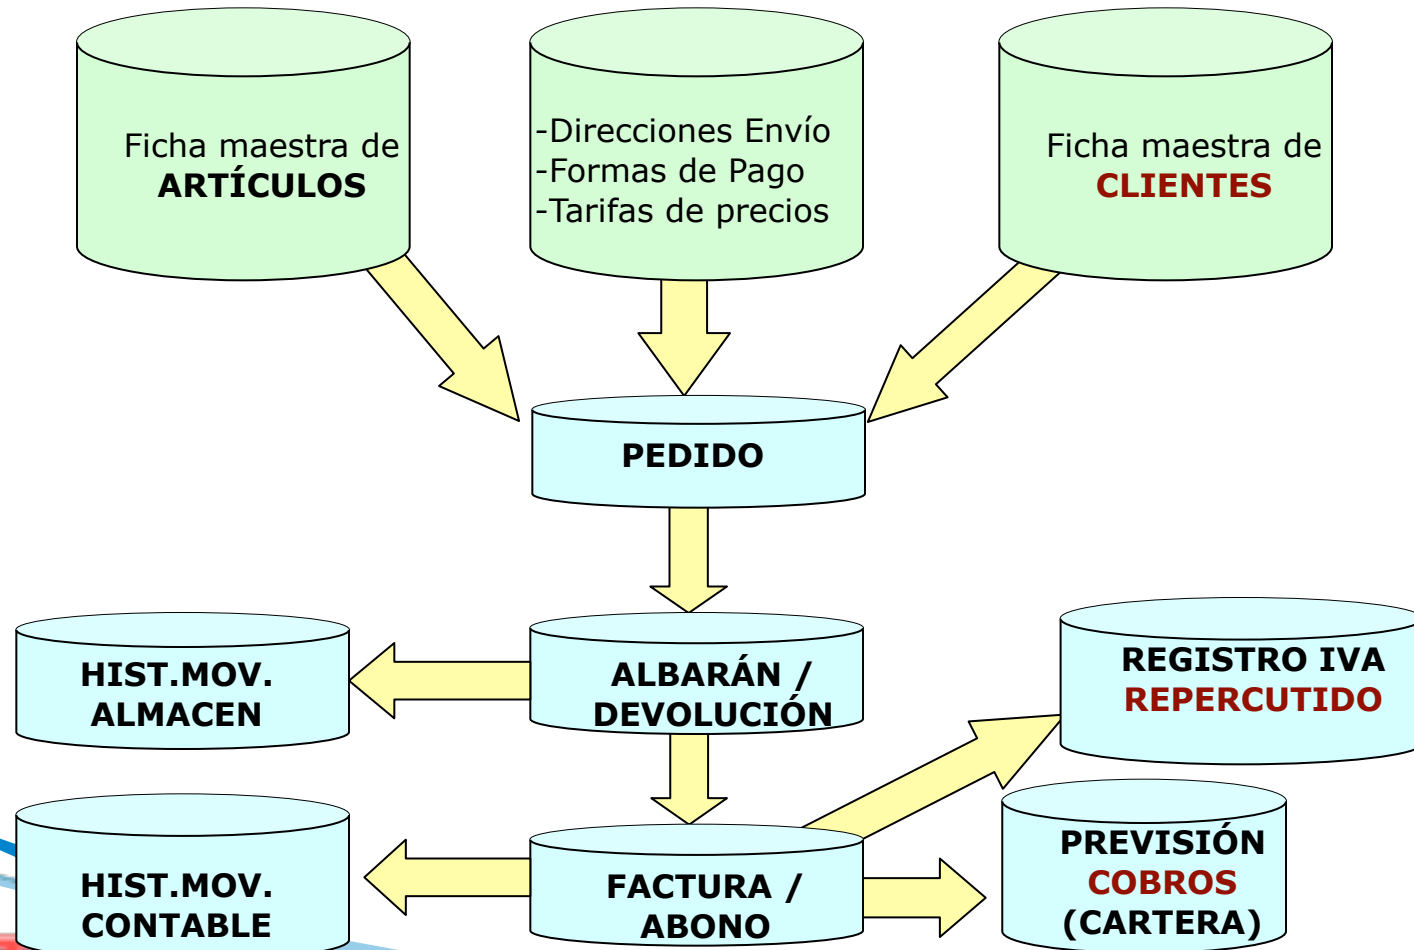 Ficha maestra de
ARTÍCULOS
-Direcciones Envío
-Formas de Pago
-Tarifas de precios
Ficha maestra de
CLIENTES
PEDIDO
HIST.MOV.
ALMACEN
ALBARÁN /
DEVOLUCIÓN
REGISTRO IVA
REPERCUTIDO
HIST.MOV.
CONTABLE
FACTURA /
ABONO
PREVISIÓN
COBROS
(CARTERA)